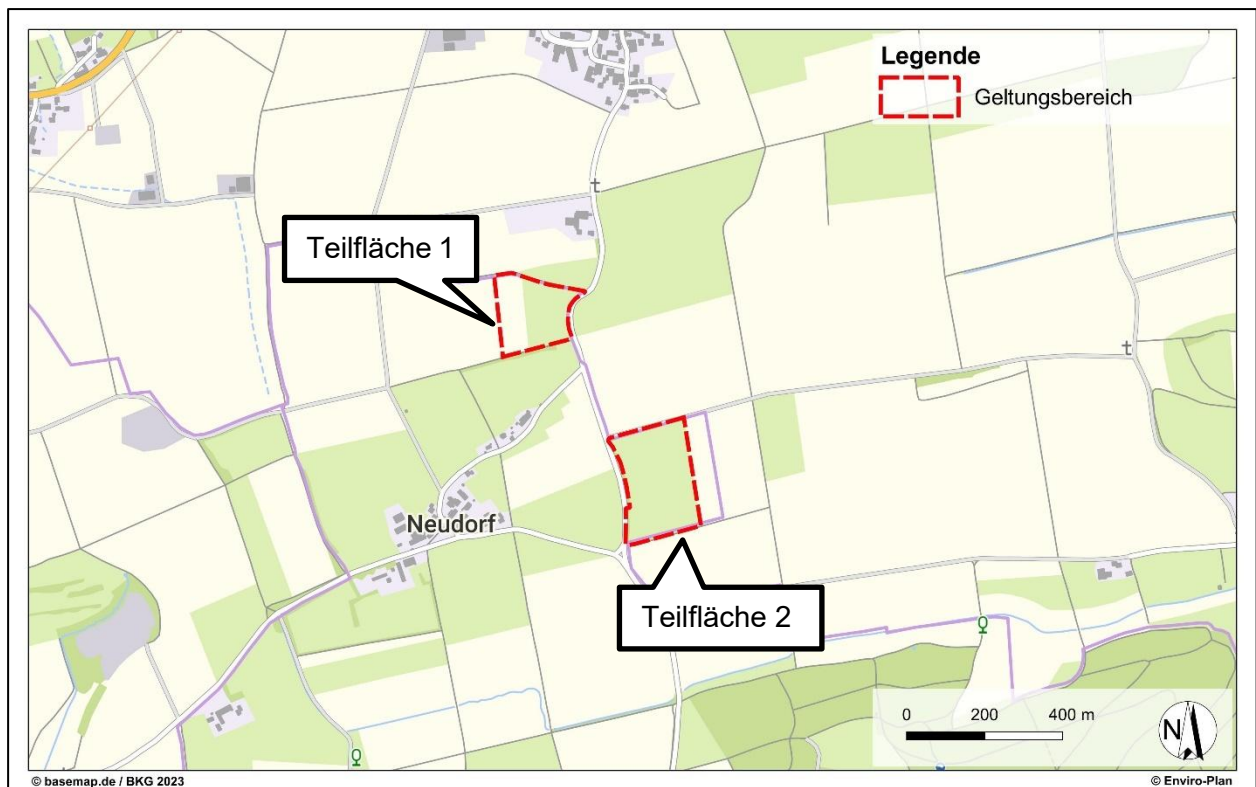 Legende
Geltungsbereich
Teilfläche 1
Neudorf
Teilfläche 2
0 200 400 m
N
© basemap.de / BKG 2023 © Enviro-Plan